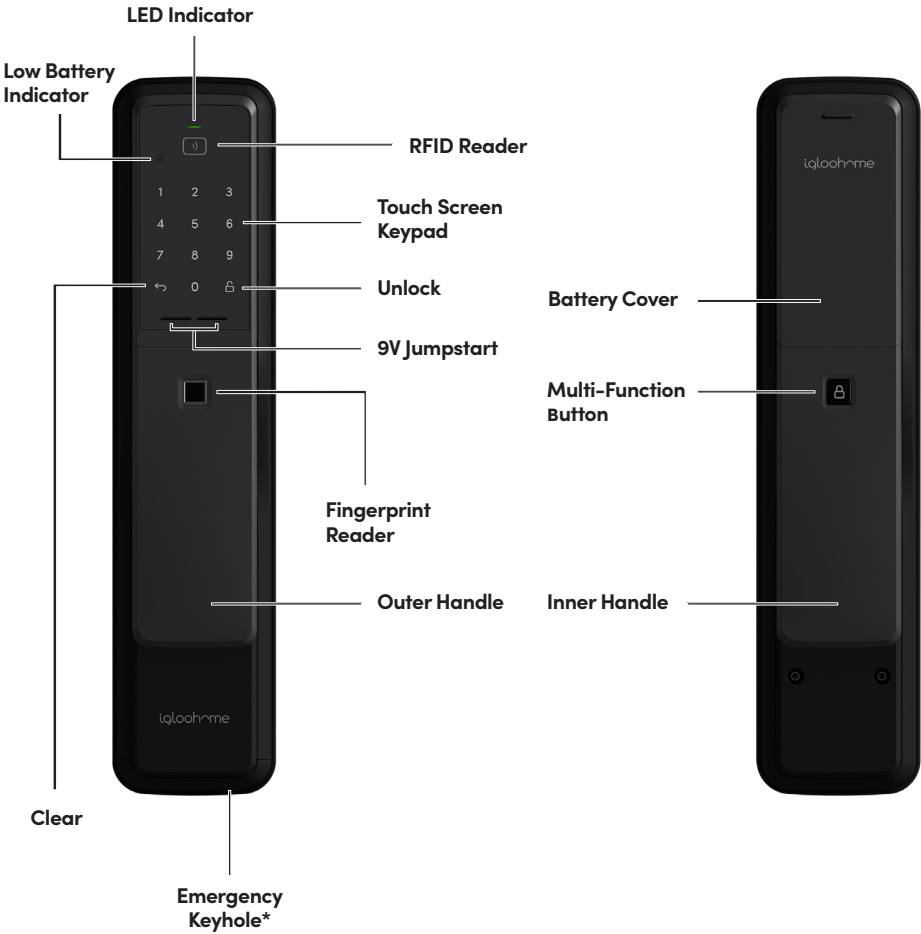 LED Indicator
Low Battery
Indicator
RFID Reader
1 2 3
Touch Screen
Keypad
4 5 6
7 8 9
0
Unlock
9V Jumpstart
Fingerprint
Reader
Outer Handle
igloohome
Clear
Emergency
Keyhole*
igloohome
Battery Cover
Multi-Function
Button
Inner Handle